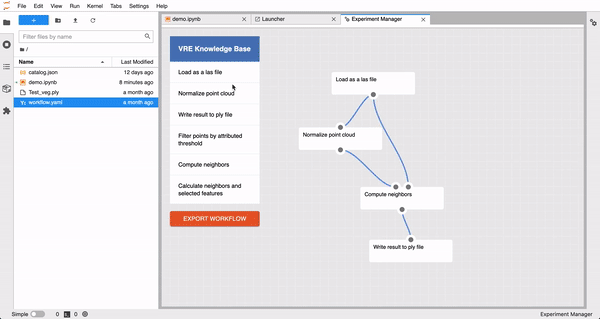 File Edit View Run Kernel Tabs Settings Help
demo.ipynb
Launcher
Experiment Manager
Filter files by name
/
Name Last Modified
catalog.json 12 days ago
demo.ipynb 8 minutes ago
Test_veg.ply a month ago
workflow.yaml a month ago
VRE Knowledge Base
Load as a las file
Normalize point cloud
Write result to ply file
Filter points by attributed
threshold
Compute neighbors
Calculate neighbors and
selected features
EXPORT WORKFLOW
Load as a las file
Normalize point cloud
Compute neighbors
Write result to ply file
Simple 0 0 Experiment Manager